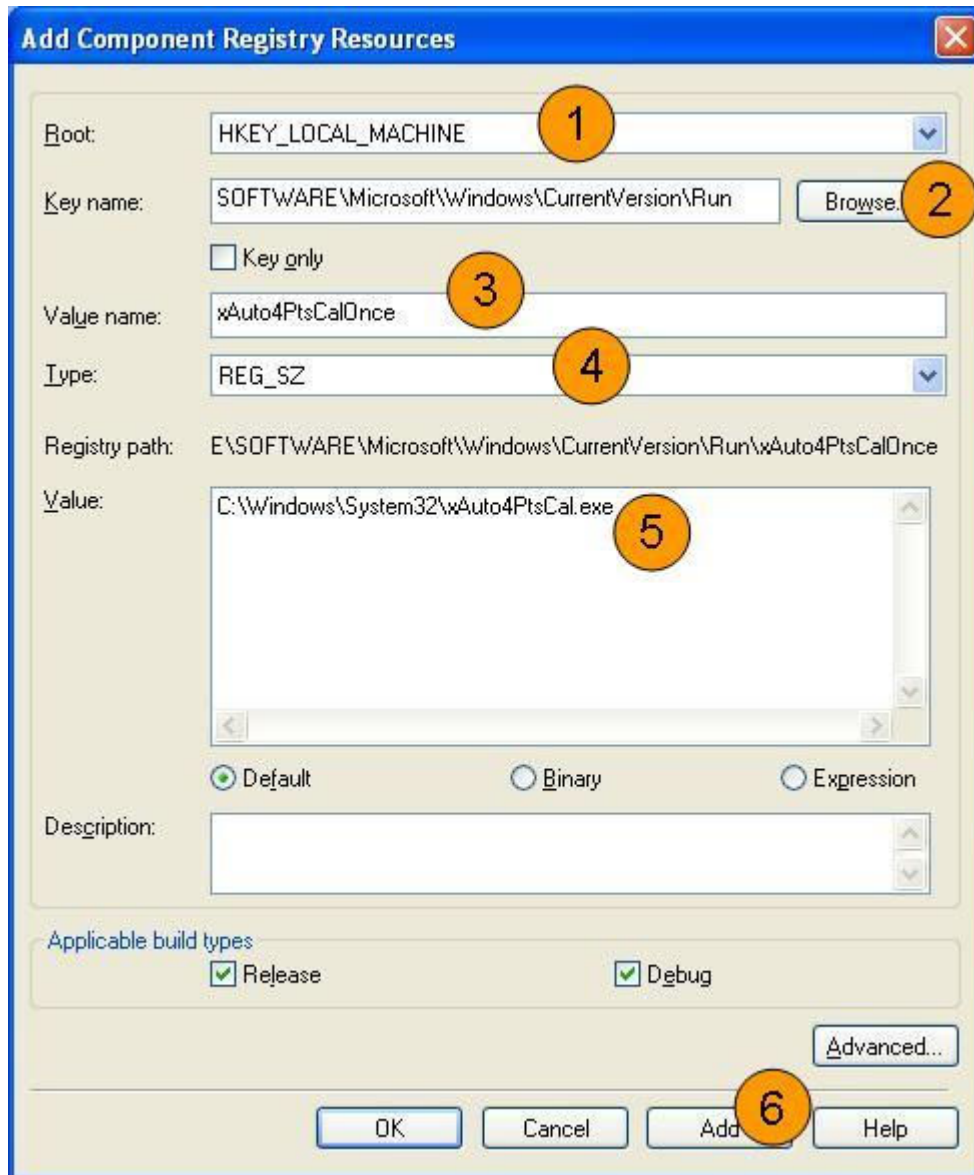 Add Component Registry Resources
Root: HKEY_LOCAL_MACHINE 1
Key name: SOFTWARE\Microsoft\Windows\CurrentVersion\Run Browse. 2
Key only
3
Value name: xAuto4PtsCalOnce
Type: REG_SZ 4
Registry path: E\SOFTWARE\Microsoft\Windows\CurrentVersion\Run\xAuto4PtsCalOnce
Value: C:\Windows\System32\xAuto4PtsCal.exe 5
Default Binary Expression
Description:
Applicable build types
Release Debug
Advanced...
OK Cancel Add 6 Help